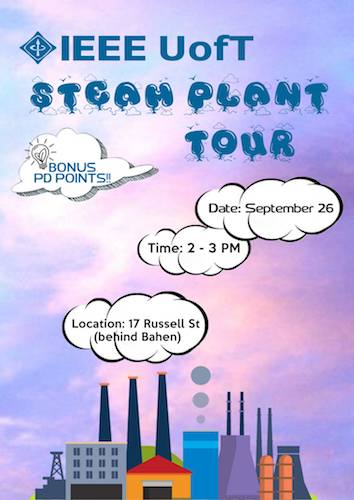 IEEE UofT
STEAM PLANT
TOUR
BONUS
PD POINTS!!
Date: September 26
Time: 2 - 3 PM
Location: 17 Russell St
(behind Bahen)